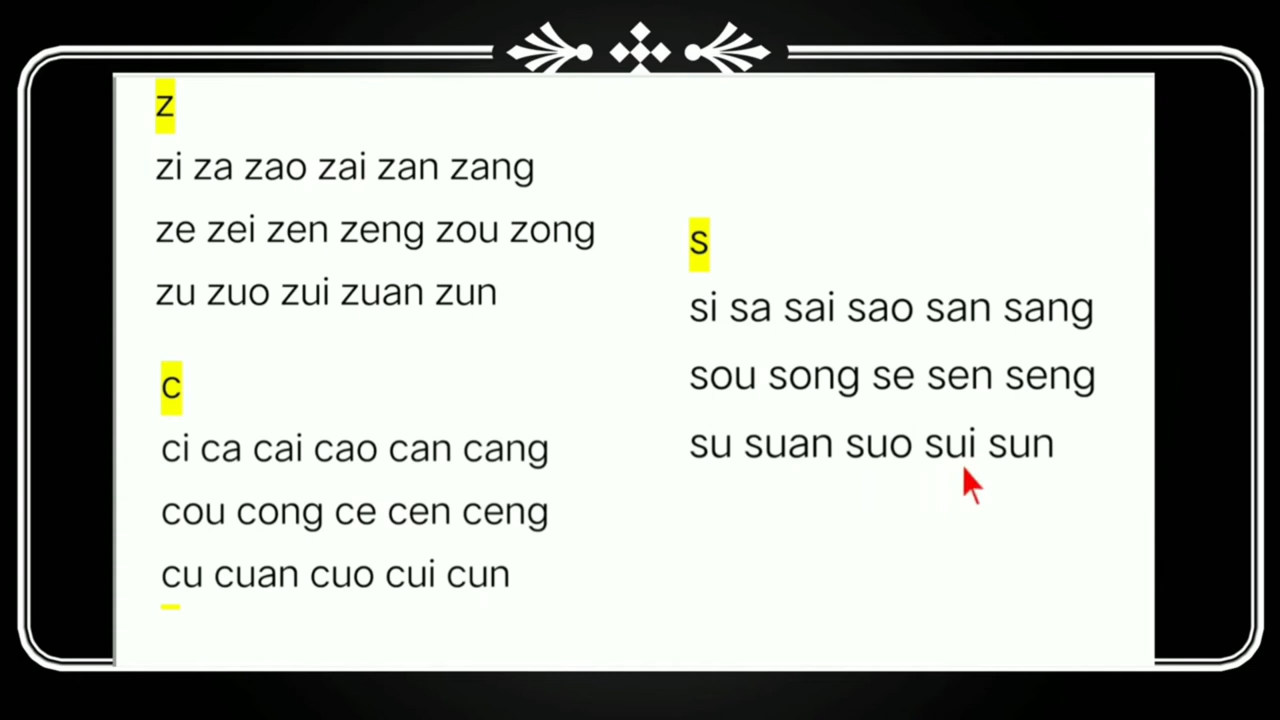 z
zi za zao zai zan zang
ze zei zen zeng zou zong
zu zuo zui zuan zun
c
ci ca cai cao can cang
cou cong ce cen ceng
cu cuan cuo cui cun
s
si sa sai sao san sang
sou song se sen seng
su suan suo sui sun